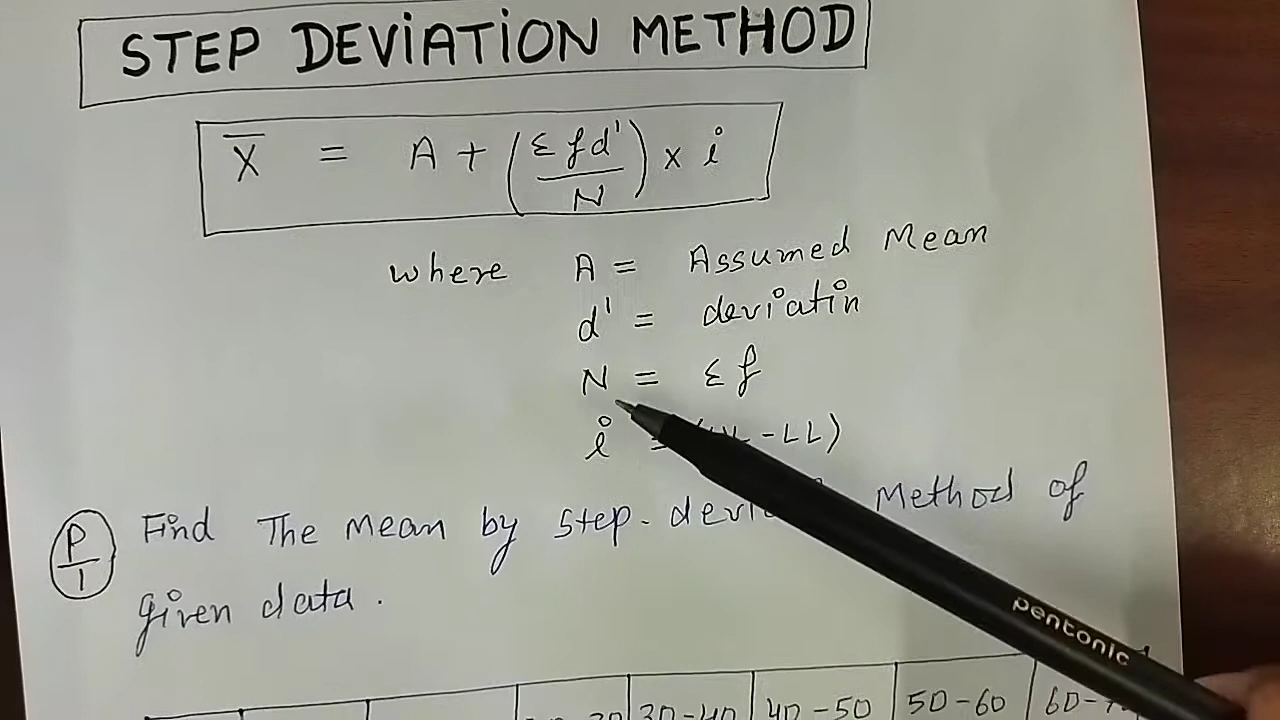 STEP DEVIATION METHOD
X̄ = A + (Σfd'/N) × i
where A = Assumed Mean
d' = deviatin
N = Σf
i = -LL)
P/1 Find The Mean by step- Method of
given data.
30-40 40-50 50-60
pentonic